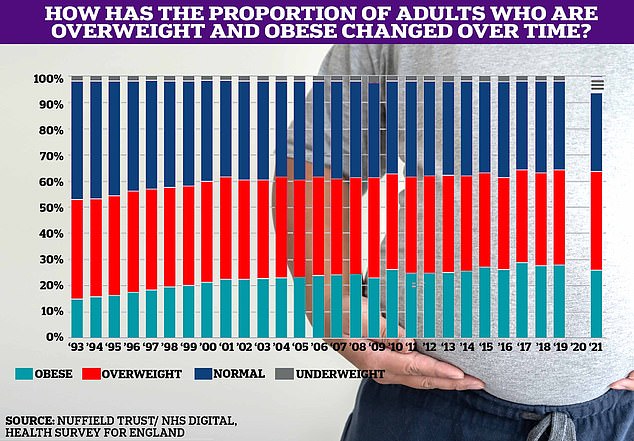 HOW HAS THE PROPORTION OF ADULTS WHO ARE
OVERWEIGHT AND OBESE CHANGED OVER TIME?
100%
90%
80%
70%
60%
50%
40%
30%
20%
10%
0%
'93 '94 '95 '96 '97 '98 '99 '00 '01 '02 '03 '04 '05 '06 '07 '08 '09 '10 '11 '12 '13 '14 '15 '16 '17 '18 '19 '20 '21
OBESE OVERWEIGHT NORMAL UNDERWEIGHT
SOURCE: NUFFIELD TRUST/ NHS DIGITAL,
HEALTH SURVEY FOR ENGLAND